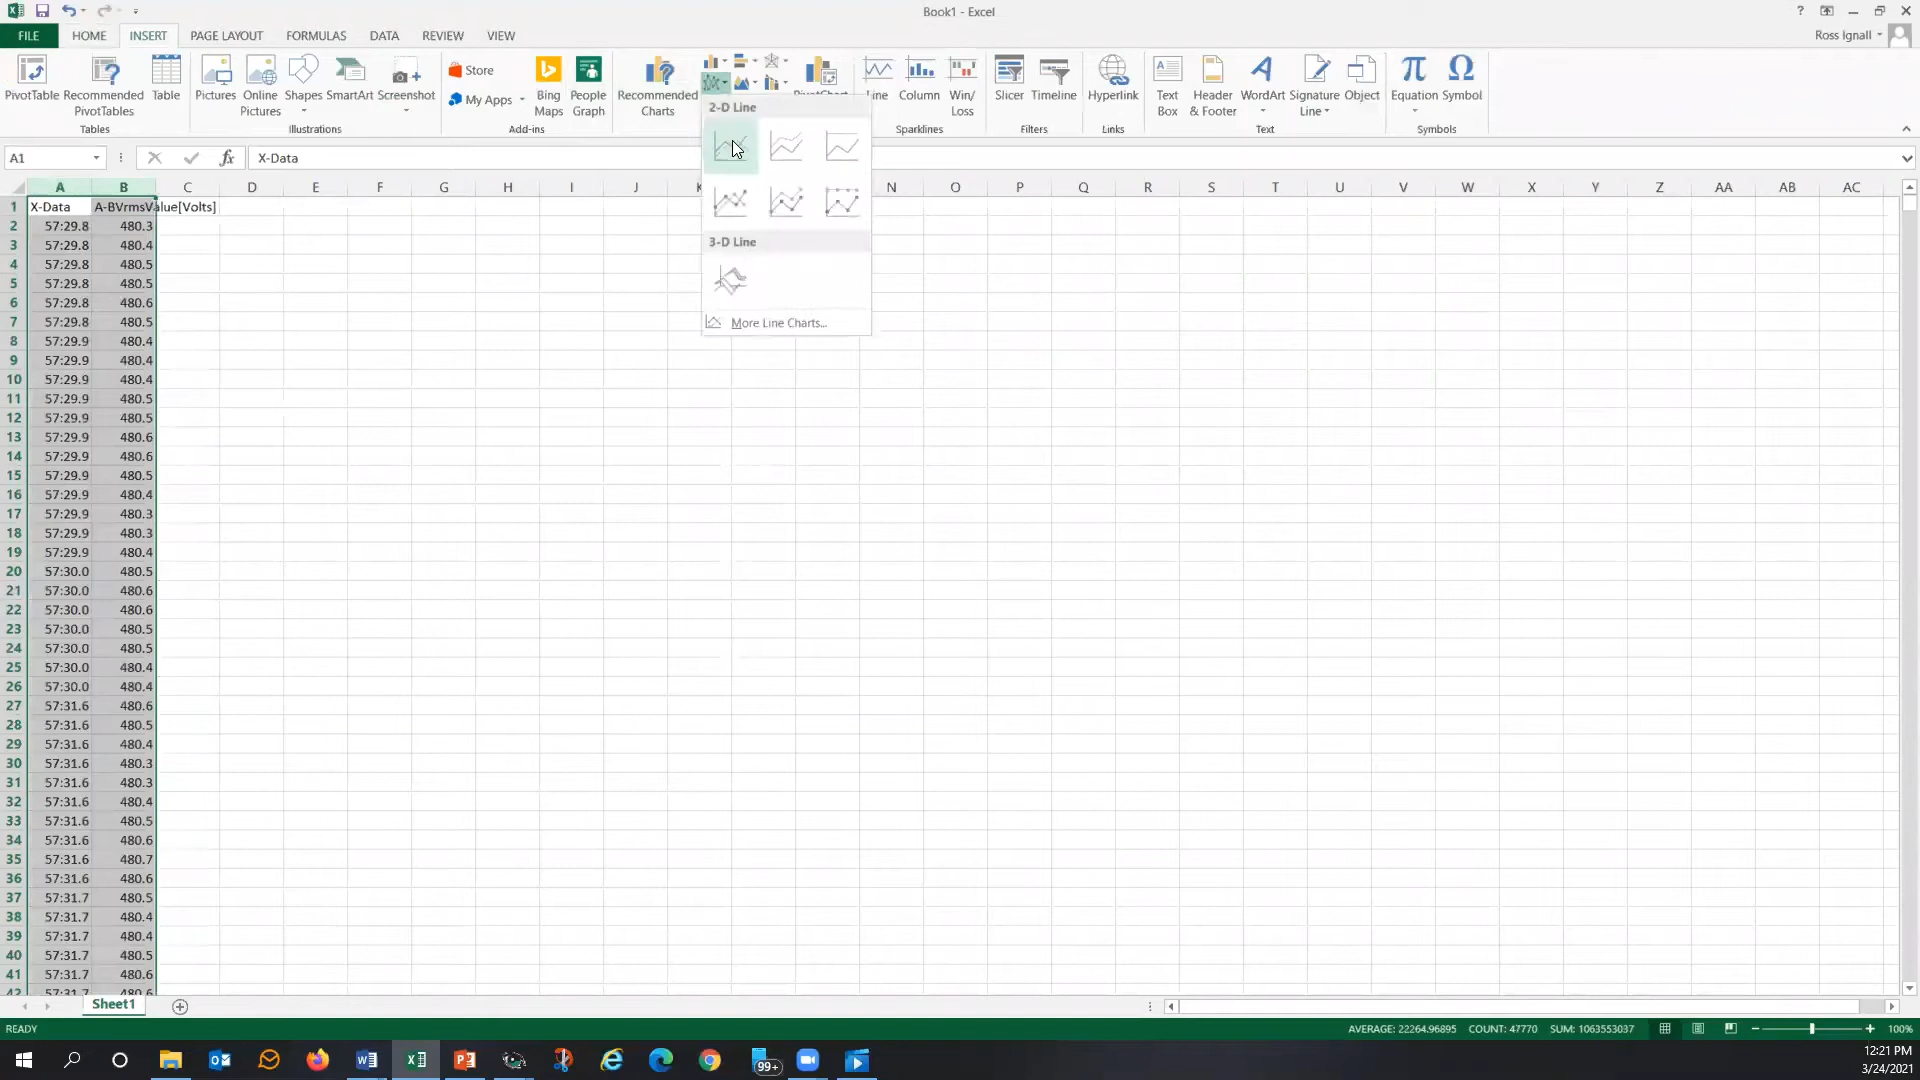 Book1 - Excel
?
FILE HOME INSERT PAGE LAYOUT FORMULAS DATA REVIEW VIEW
Ross Ignall
PivotTable
Recommended PivotTables
Table
Tables
Pictures
Online Pictures
Shapes
SmartArt
Screenshot
Illustrations
Store
My Apps
Bing Maps
People Graph
Add-ins
Recommended Charts
PivotChart
Line
Column
Win/ Loss
Sparklines
Slicer
Timeline
Filters
Hyperlink
Links
Text Box
Header & Footer
WordArt
Signature Line
Object
Text
Equation
Symbol
Symbols
2-D Line
3-D Line
More Line Charts...
A1
fx
X-Data
A B C D E F G H I J K N O P Q R S T U V W X Y Z AA AB AC
1 X-Data A-BVrmsValue[Volts]
2 57:29.8 480.3
3 57:29.8 480.4
4 57:29.8 480.5
5 57:29.8 480.5
6 57:29.8 480.6
7 57:29.8 480.5
8 57:29.9 480.4
9 57:29.9 480.4
10 57:29.9 480.4
11 57:29.9 480.5
12 57:29.9 480.5
13 57:29.9 480.6
14 57:29.9 480.6
15 57:29.9 480.5
16 57:29.9 480.4
17 57:29.9 480.3
18 57:29.9 480.3
19 57:29.9 480.4
20 57:30.0 480.5
21 57:30.0 480.6
22 57:30.0 480.6
23 57:30.0 480.5
24 57:30.0 480.5
25 57:30.0 480.4
26 57:30.0 480.4
27 57:31.6 480.6
28 57:31.6 480.5
29 57:31.6 480.4
30 57:31.6 480.3
31 57:31.6 480.3
32 57:31.6 480.4
33 57:31.6 480.5
34 57:31.6 480.6
35 57:31.6 480.7
36 57:31.6 480.6
37 57:31.7 480.5
38 57:31.7 480.4
39 57:31.7 480.4
40 57:31.7 480.5
41 57:31.7 480.6
42 57:31.7 480.6
Sheet1
READY
AVERAGE: 22264.96895 COUNT: 47770 SUM: 1063553037
100%
99+
12:21 PM
3/24/2021